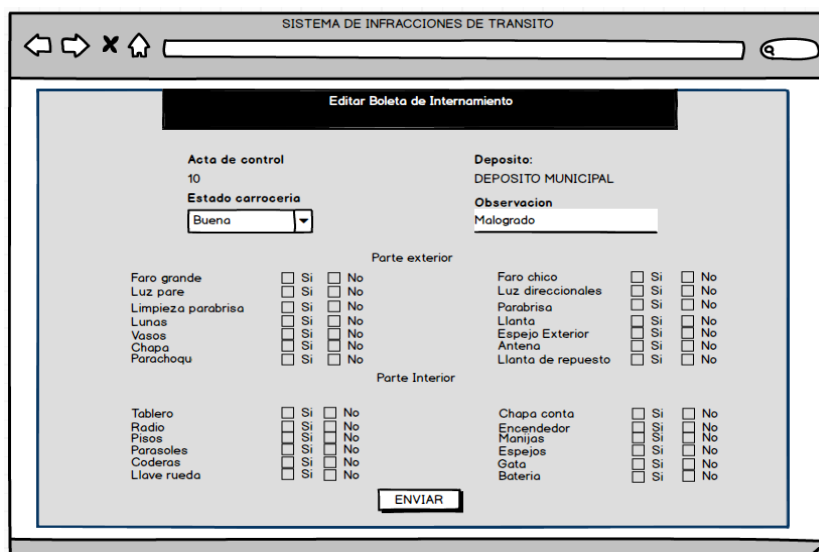 SISTEMA DE INFRACCIONES DE TRANSITO
Editar Boleta de Internamiento
Acta de control
10
Deposito:
DEPOSITO MUNICIPAL
Estado carroceria
Buena
Observacion
Malogrado
Parte exterior
Faro grande Si No Faro chico Si No
Luz pare Si No Luz direccionales Si No
Limpieza parabrisa Si No Parabrisa Si No
Lunas Si No Llanta Si No
Vasos Si No Espejo Exterior Si No
Chapa Si No Antena Si No
Parachoqu Si No Llanta de repuesto Si No
Parte Interior
Tablero Si No Chapa conta Si No
Radio Si No Encendedor Si No
Pisos Si No Manijas Si No
Parasoles Si No Espejos Si No
Coderas Si No Gata Si No
Llave rueda Si No Bateria Si No
ENVIAR